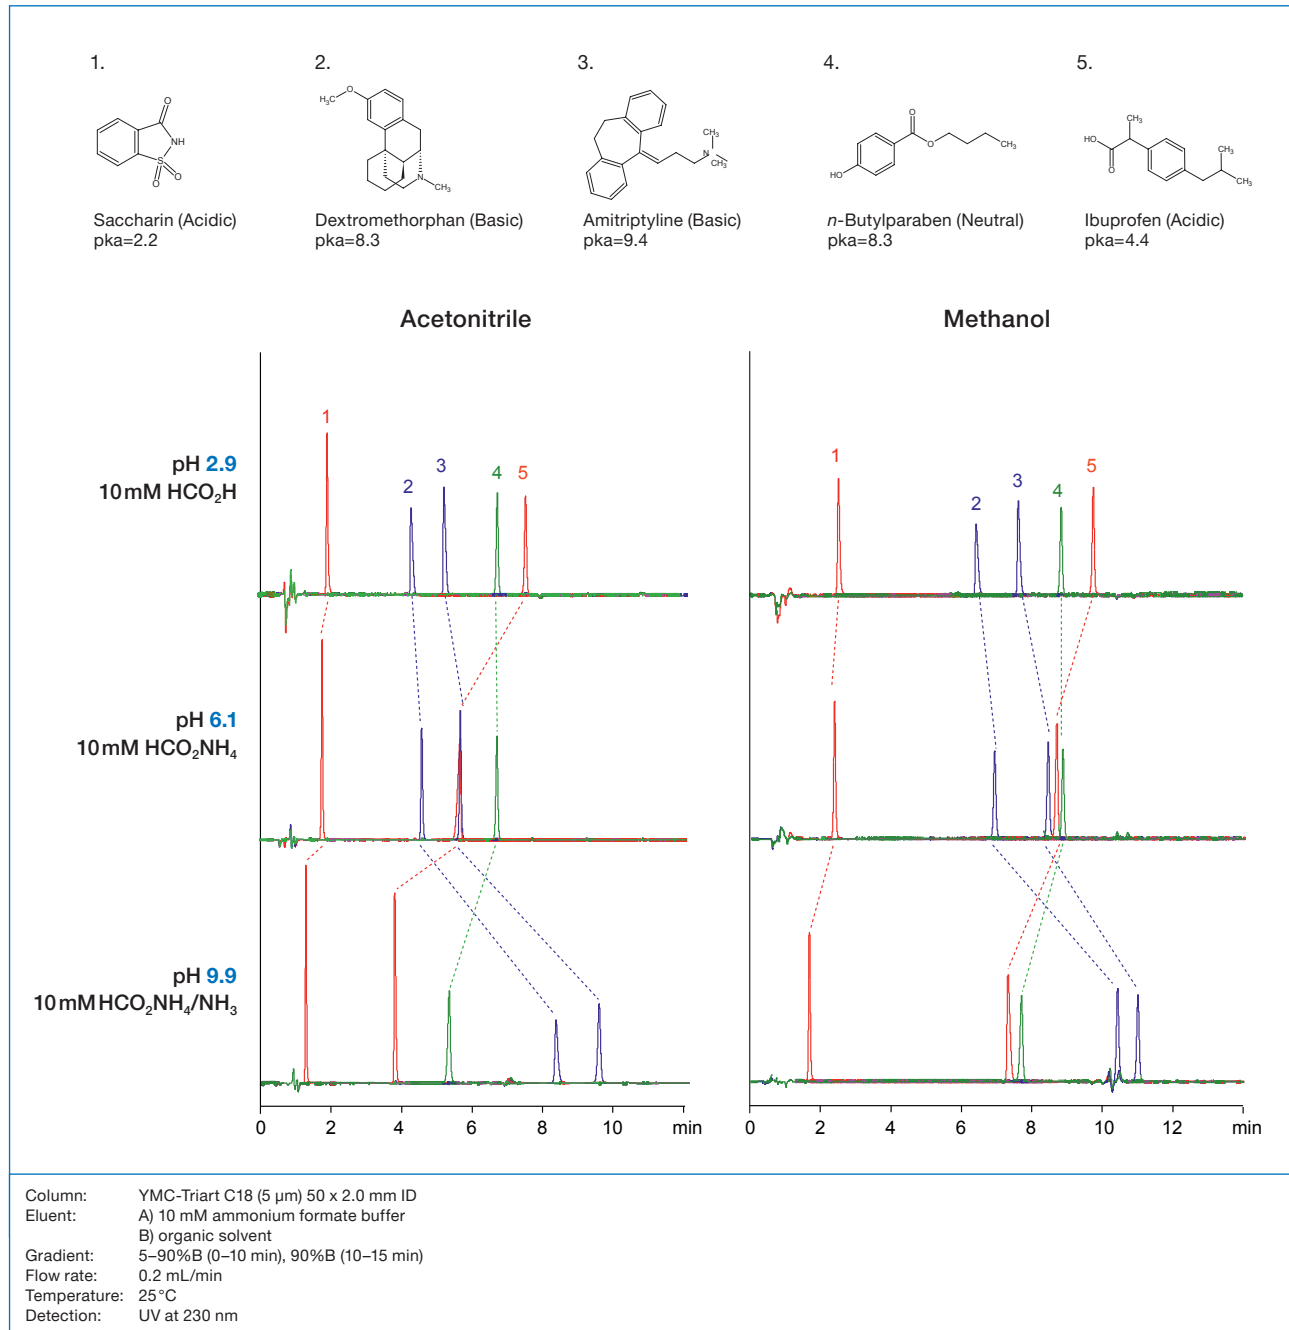 1.
2.
3.
4.
5.
O
NH
S
O
O
H₃C
O
N
CH₃
CH₃
N
CH₃
O
O
CH₃
HO
CH₃
HO
O
CH₃
CH₃
Saccharin (Acidic)
pka=2.2
Dextromethorphan (Basic)
pka=8.3
Amitriptyline (Basic)
pka=9.4
n-Butylparaben (Neutral)
pka=8.3
Ibuprofen (Acidic)
pka=4.4
Acetonitrile
Methanol
pH 2.9
10mM HCO₂H
1
2
3
4
5
1
2
3
4
5
pH 6.1
10mM HCO₂NH₄
pH 9.9
10mM HCO₂NH₄/NH₃
0 2 4 6 8 10 min
0 2 4 6 8 10 12 min
Column: YMC-Triart C18 (5 µm) 50 x 2.0 mm ID
Eluent: A) 10 mM ammonium formate buffer
B) organic solvent
Gradient: 5–90%B (0–10 min), 90%B (10–15 min)
Flow rate: 0.2 mL/min
Temperature: 25°C
Detection: UV at 230 nm